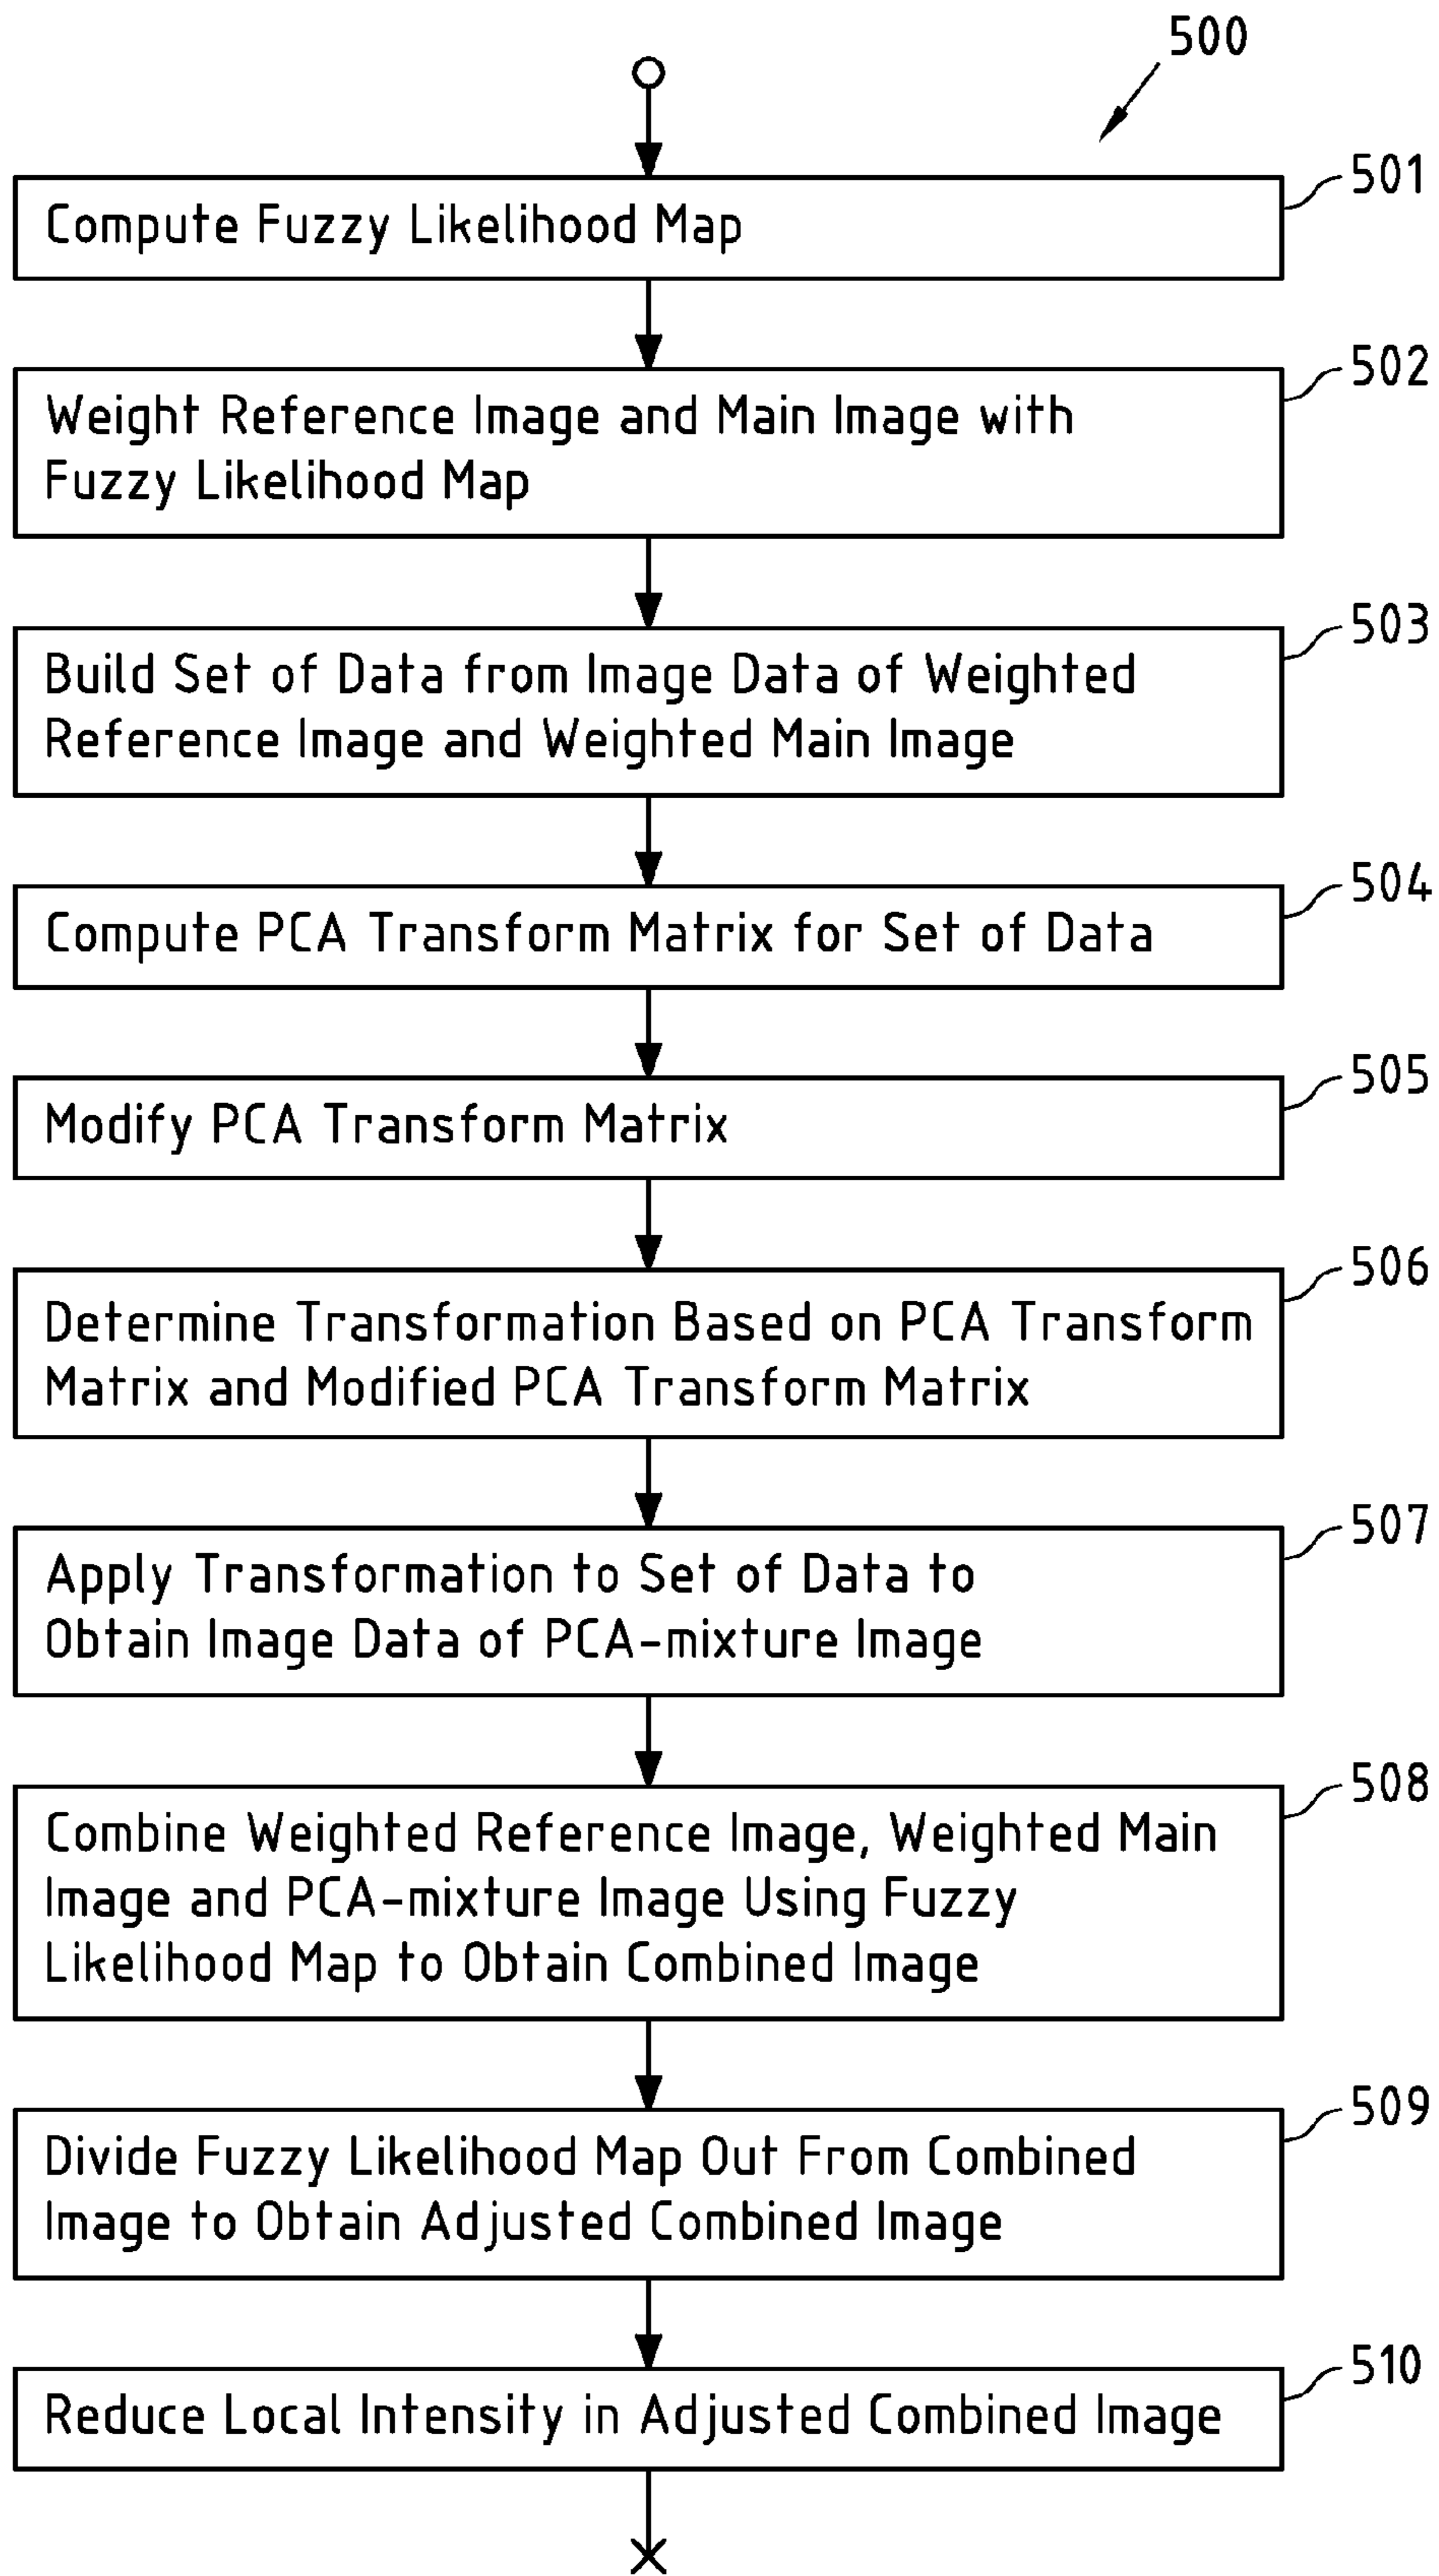 500
501
Compute Fuzzy Likelihood Map
502
Weight Reference Image and Main Image with
Fuzzy Likelihood Map
503
Build Set of Data from Image Data of Weighted
Reference Image and Weighted Main Image
504
Compute PCA Transform Matrix for Set of Data
505
Modify PCA Transform Matrix
506
Determine Transformation Based on PCA Transform
Matrix and Modified PCA Transform Matrix
507
Apply Transformation to Set of Data to
Obtain Image Data of PCA-mixture Image
508
Combine Weighted Reference Image, Weighted Main
Image and PCA-mixture Image Using Fuzzy
Likelihood Map to Obtain Combined Image
509
Divide Fuzzy Likelihood Map Out From Combined
Image to Obtain Adjusted Combined Image
510
Reduce Local Intensity in Adjusted Combined Image